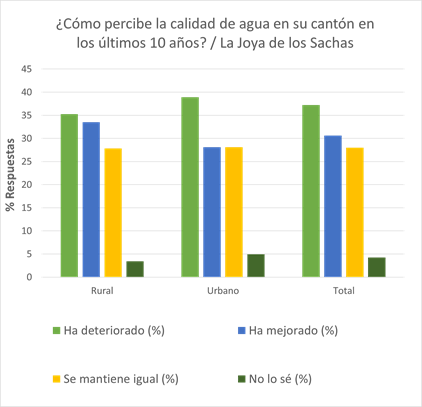 ¿Cómo percibe la calidad de agua en su cantón en
los últimos 10 años? / La Joya de los Sachas
45
40
35
30
25
20
15
10
5
0
% Respuestas
Rural Urbano Total
Ha deteriorado (%) Ha mejorado (%)
Se mantiene igual (%) No lo sé (%)